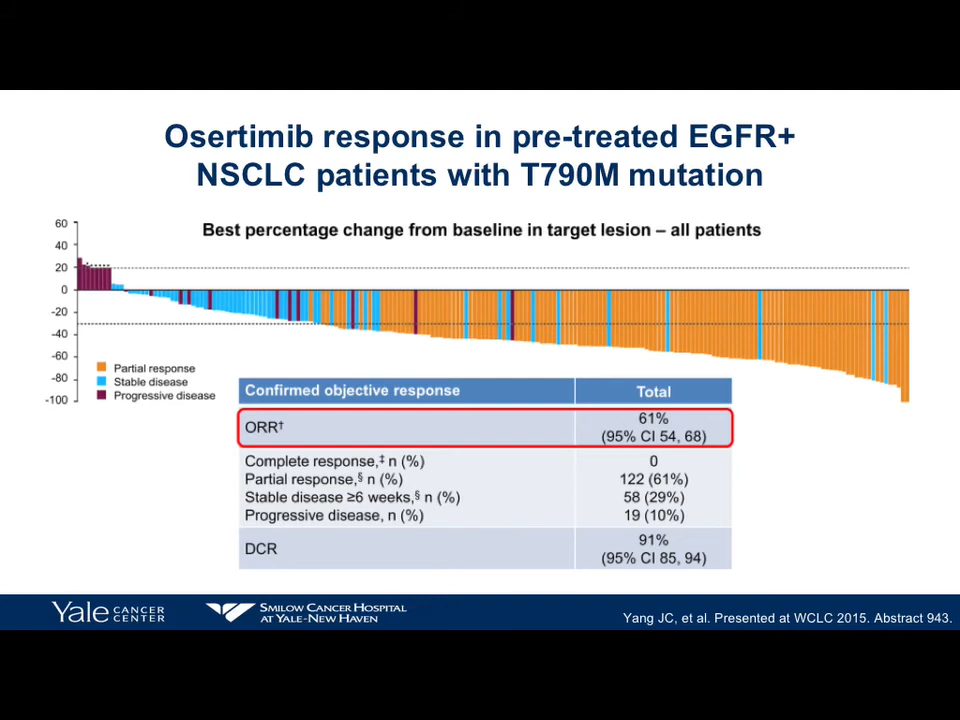 Osertimib response in pre-treated EGFR+
NSCLC patients with T790M mutation
Best percentage change from baseline in target lesion – all patients
60
40
20
0
-20
-40
-60
-80
-100
Partial response
Stable disease
Progressive disease
Confirmed objective response Total
ORR† 61%
(95% CI 54, 68)
Complete response,‡ n (%) 0
Partial response,§ n (%) 122 (61%)
Stable disease ≥6 weeks,§ n (%) 58 (29%)
Progressive disease, n (%) 19 (10%)
DCR 91%
(95% CI 85, 94)
Yale CANCER CENTER
SMILOW CANCER HOSPITAL
AT YALE-NEW HAVEN
Yang JC, et al. Presented at WCLC 2015. Abstract 943.